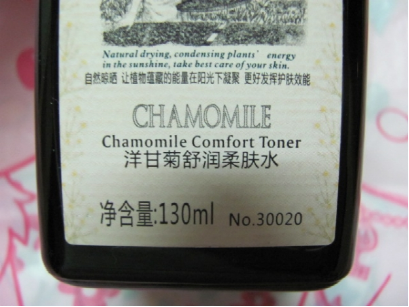 Natural drying, condensing plants' energy
in the sunshine, take best care of your skin.
自然晾晒 让植物蕴藏的能量在阳光下凝聚 更好发挥护肤效能
CHAMOMILE
Chamomile Comfort Toner
洋甘菊舒润柔肤水
净含量:130ml No.30020